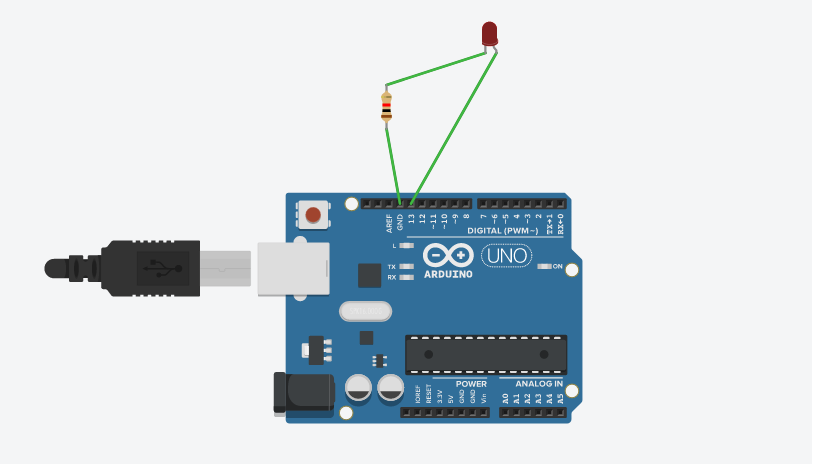 AREF
GND
13
12
~11
~10
~9
8
7
~6
~5
4
~3
2
TX→1
RX←0
DIGITAL (PWM~)
L
TX
RX
ARDUINO
UNO
ON
POWER
ANALOG IN
IOREF
RESET
3.3V
5V
GND
GND
Vin
A0
A1
A2
A3
A4
A5